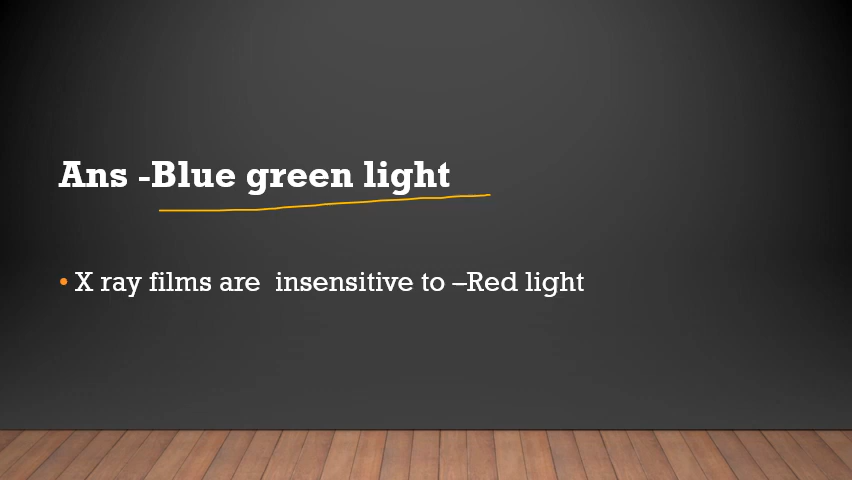 Ans -Blue green light
• X ray films are  insensitive to –Red light